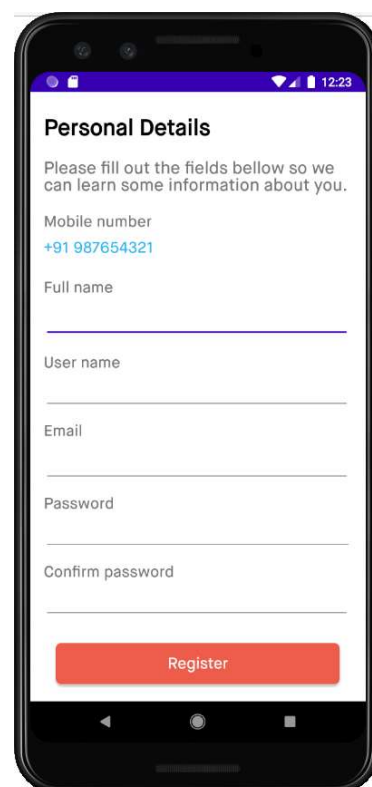 12:23
Personal Details
Please fill out the fields bellow so we
can learn some information about you.
Mobile number
+91 987654321
Full name
User name
Email
Password
Confirm password
Register